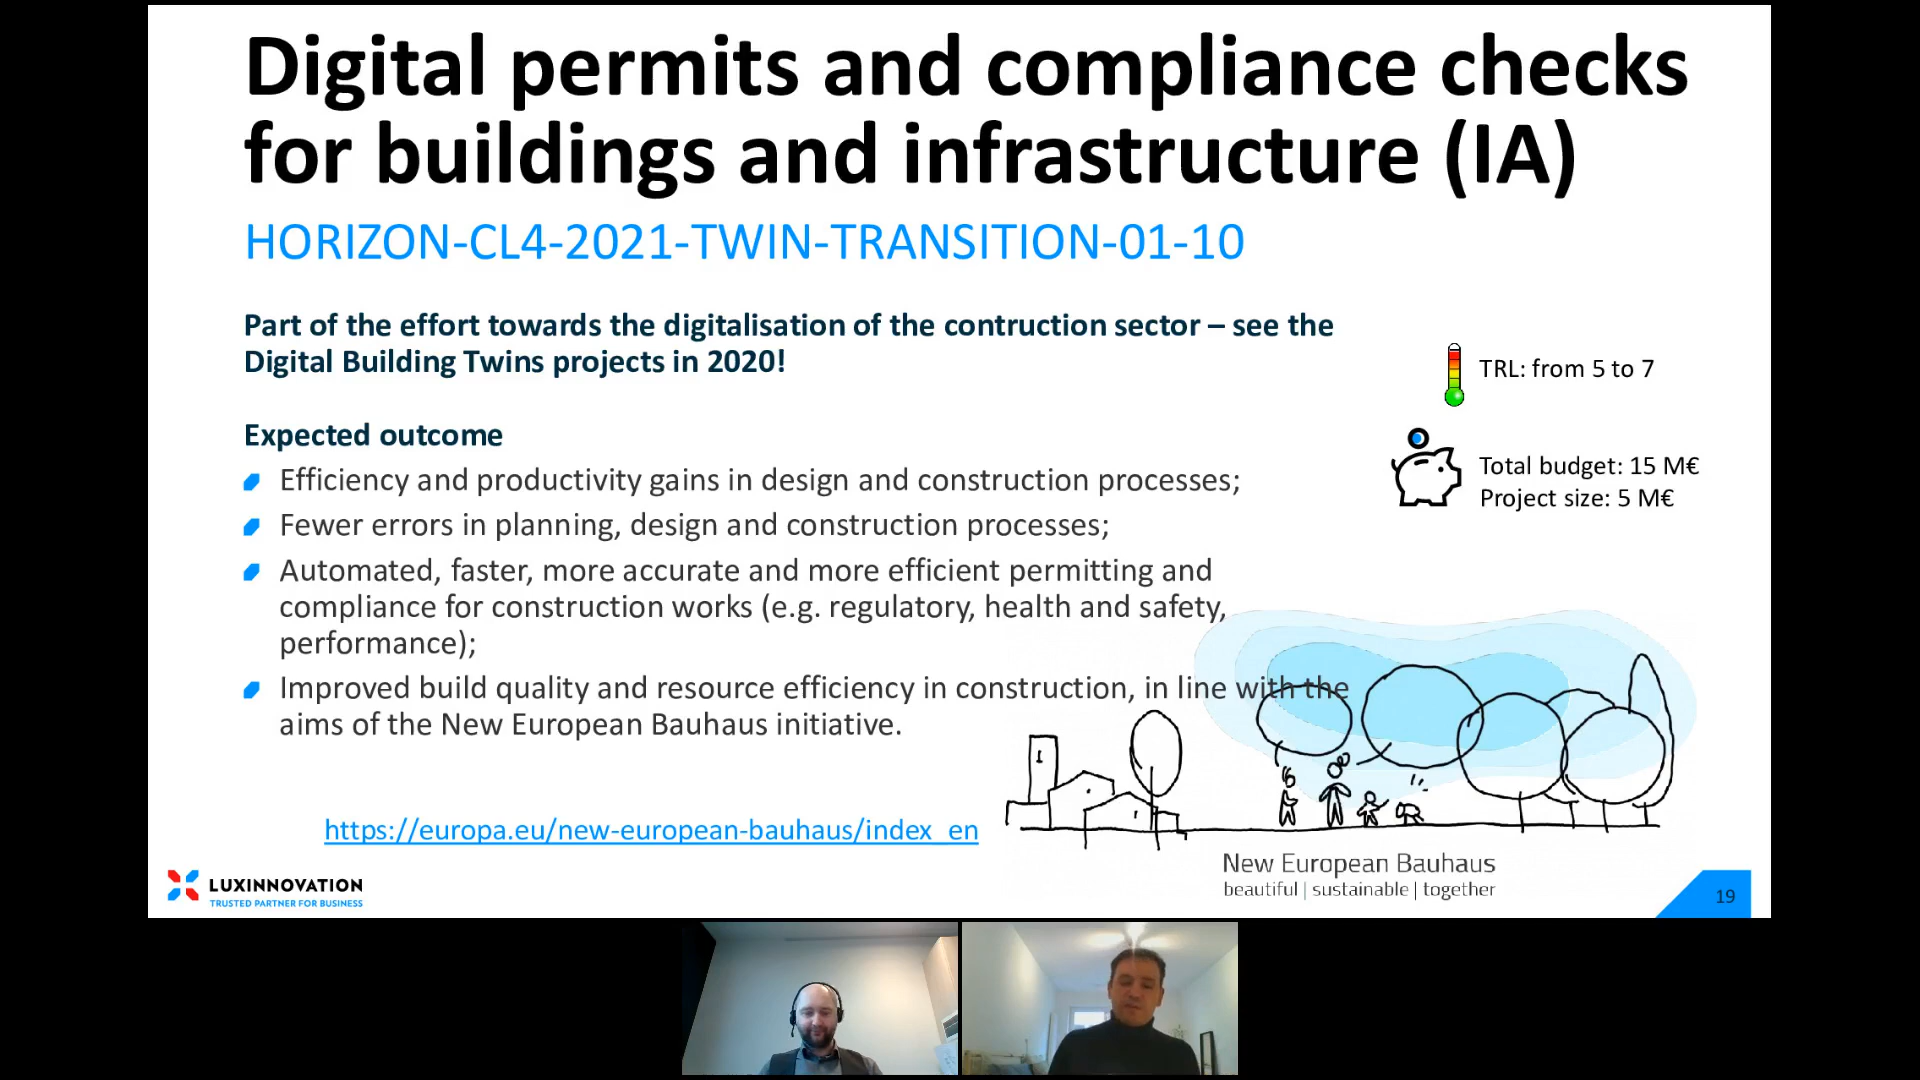 Digital permits and compliance checks
for buildings and infrastructure (IA)
HORIZON-CL4-2021-TWIN-TRANSITION-01-10
Part of the effort towards the digitalisation of the contruction sector – see the
Digital Building Twins projects in 2020!
TRL: from 5 to 7
Expected outcome
Efficiency and productivity gains in design and construction processes;
Total budget: 15 M€
Project size: 5 M€
Fewer errors in planning, design and construction processes;
Automated, faster, more accurate and more efficient permitting and
compliance for construction works (e.g. regulatory, health and safety,
performance);
Improved build quality and resource efficiency in construction, in line with the
aims of the New European Bauhaus initiative.
https://europa.eu/new-european-bauhaus/index_en
New European Bauhaus
beautiful | sustainable | together
LUXINNOVATION
TRUSTED PARTNER FOR BUSINESS
19